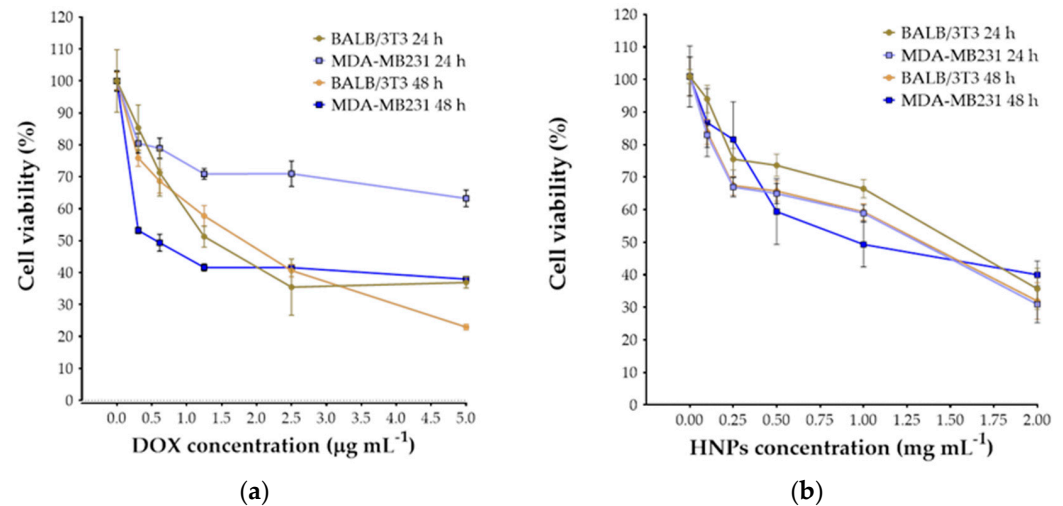 120
110
100
90
80
70
60
50
40
30
20
10
0
Cell viability (%)
BALB/3T3 24 h
MDA-MB231 24 h
BALB/3T3 48 h
MDA-MB231 48 h
0.0 0.5 1.0 1.5 2.0 2.5 3.0 3.5 4.0 4.5 5.0
DOX concentration (µg mL⁻¹)
(a)
120
110
100
90
80
70
60
50
40
30
20
10
0
Cell viability (%)
BALB/3T3 24 h
MDA-MB231 24 h
BALB/3T3 48 h
MDA-MB231 48 h
0.00 0.25 0.50 0.75 1.00 1.25 1.50 1.75 2.00
HNPs concentration (mg mL⁻¹)
(b)